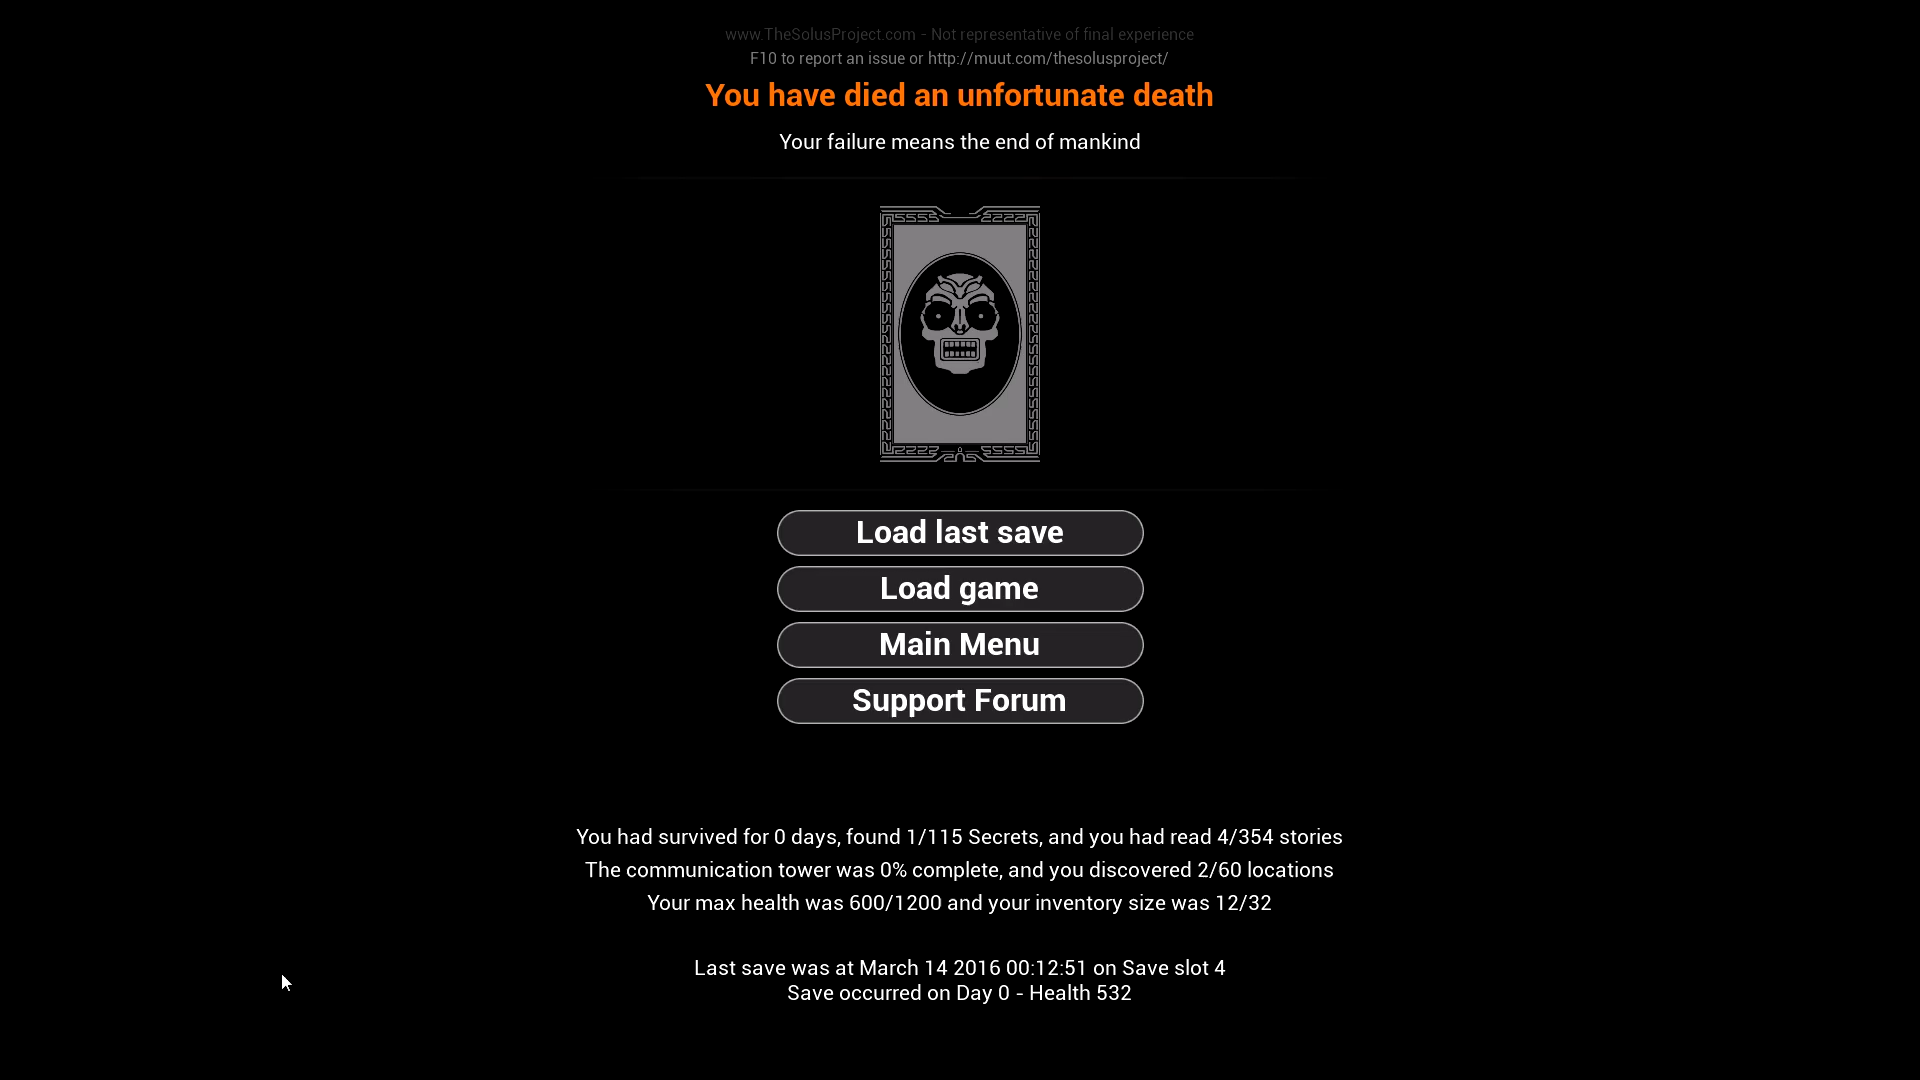 www.TheSolusProject.com - Not representative of final experience
F10 to report an issue or http://muut.com/thesolusproject/
You have died an unfortunate death
Your failure means the end of mankind
Load last save
Load game
Main Menu
Support Forum
You had survived for 0 days, found 1/115 Secrets, and you had read 4/354 stories
The communication tower was 0% complete, and you discovered 2/60 locations
Your max health was 600/1200 and your inventory size was 12/32
Last save was at March 14 2016 00:12:51 on Save slot 4
Save occurred on Day 0 - Health 532